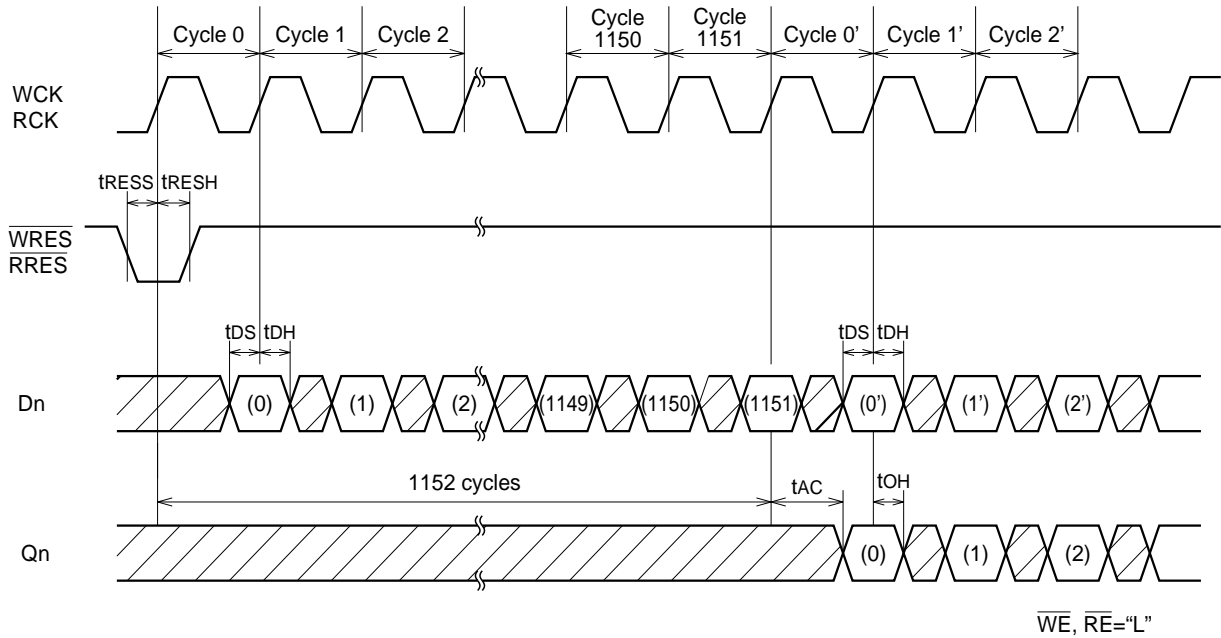 Cycle 0 Cycle 1 Cycle 2 Cycle 1150 Cycle 1151 Cycle 0' Cycle 1' Cycle 2'
WCK
RCK
tRESS tRESH
WRES
RRES
tDS tDH tDS tDH
Dn (0) (1) (2) (1149) (1150) (1151) (0') (1') (2')
1152 cycles tAC tOH
Qn (0) (1) (2)
WE, RE=“L”